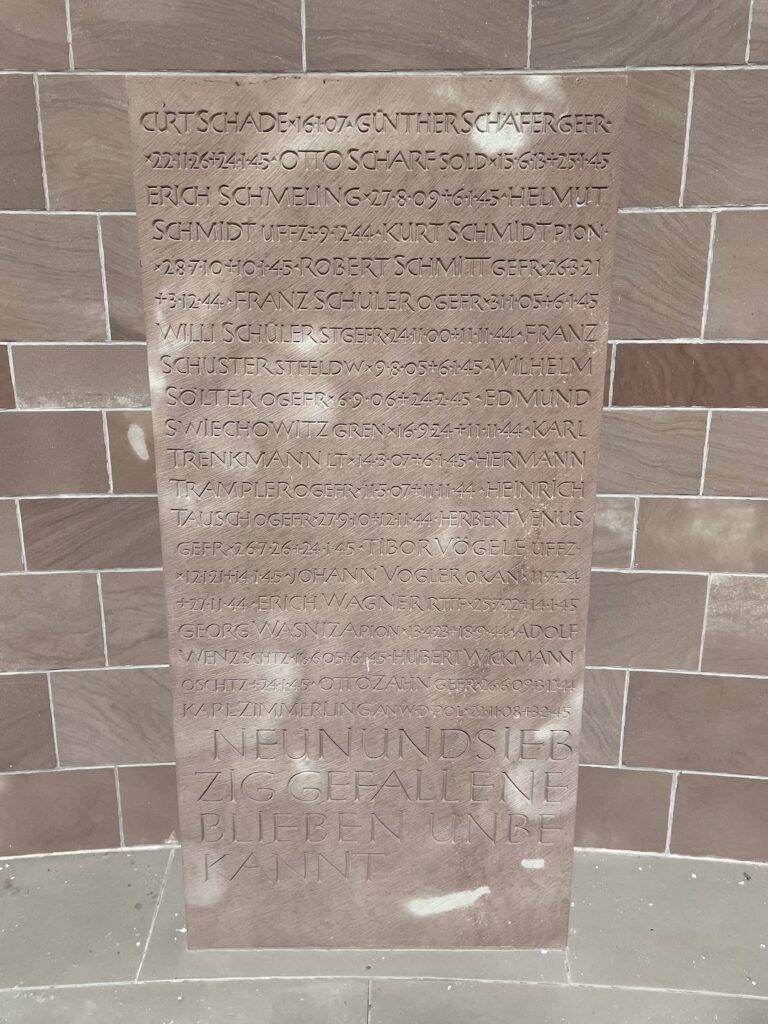 CURT SCHADE×16·1·07·GÜNTHER SCHÄFER GEFR·
×22·11·26+24·1·45·OTTO SCHARF SOLD×15·6·13+25·1·45
ERICH SCHMELING×27·8·09+6·1·45·HELMUT
SCHMIDT UFFZ+9·12·44·KURT SCHMIDT PION·
×28·7·10+10·1·45·ROBERT SCHMITT GEFR×26·3·21
+3·12·44·FRANZ SCHULER OGEFR×31·1·05+6·1·45
WILLI SCHÜLER STGEFR×24·11·00+11·11·44·FRANZ
SCHUSTER STFELDW×9·8·05+6·1·45·WILHELM
SOLTER OGEFR×6·9·06+24·2·45·EDMUND
SWIECHOWITZ GREN×16·9·24+11·11·44·KARL
TRENKMANN LT×14·3·07+6·1·45·HERMANN
TRAMPLER OGEFR×11·5·07+11·11·44·HEINRICH
TAUSCH OGEFR×27·9·10+12·11·44·HERBERT VENUS
GEFR×26·7·26+24·1·45·TIBOR VÖGELE UFFZ·
×12·1·21+14·1·45·JOHANN VOGLER OKAN×11·7·24
+27·11·44·ERICH WAGNER RTTF×25·7·22+14·1·45
GEORG WASNITZA PION×13·4·23+18·9·44·ADOLF
WENZ SCHTZ×18·6·05+6·1·45·HUBERT WICKMANN
OSCHTZ+24·1·45·OTTO ZAHN GEFR×26·6·09+3·12·44
KARL ZIMMERLING ANW·D·POL×22·11·08+3·2·45
NEUNUNDSIEB
ZIG GEFALLENE
BLIEBEN UNBE
KANNT